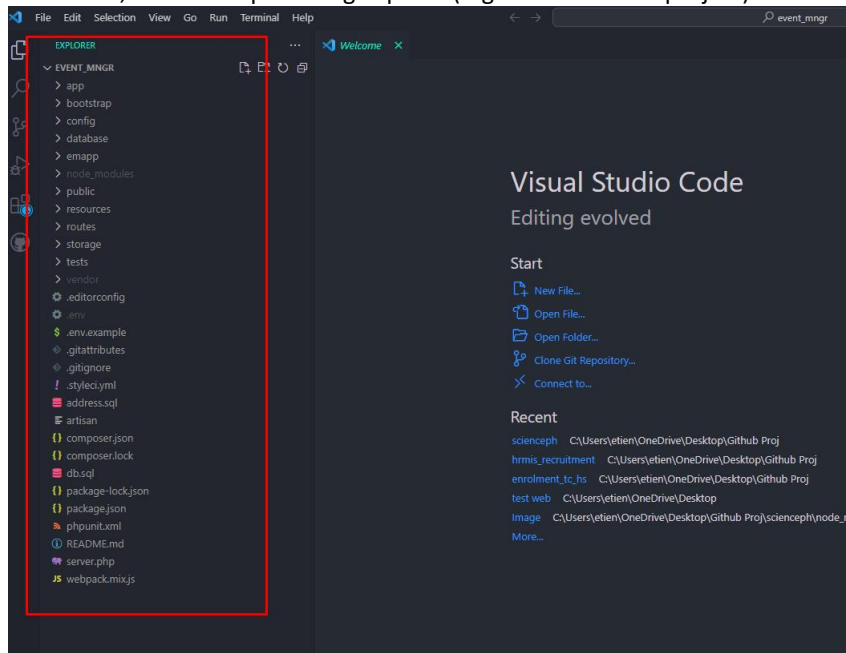 File Edit Selection View Go Run Terminal Help
event_mngr
EXPLORER
Welcome
EVENT_MNGR
app
bootstrap
config
database
emapp
node_modules
public
resources
routes
storage
tests
vendor
.editorconfig
.env
.env.example
.gitattributes
.gitignore
.styleci.yml
address.sql
artisan
composer.json
composer.lock
db.sql
package-lock.json
package.json
phpunit.xml
README.md
server.php
JS webpack.mix.js
Visual Studio Code
Editing evolved
Start
New File...
Open File...
Open Folder...
Clone Git Repository...
Connect to...
Recent
scienceph C:\Users\etien\OneDrive\Desktop\Github Proj
hrmis_recruitment C:\Users\etien\OneDrive\Desktop\Github Proj
enrolment_tc_hs C:\Users\etien\OneDrive\Desktop\Github Proj
test web C:\Users\etien\OneDrive\Desktop
Image C:\Users\etien\OneDrive\Desktop\Github Proj\scienceph\node_r
More...